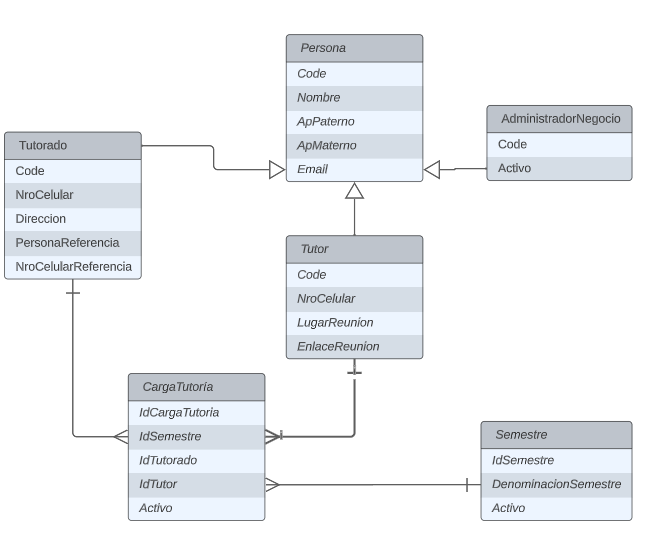 Persona
Code
Nombre
ApPaterno
ApMaterno
Email
AdministradorNegocio
Code
Activo
Tutorado
Code
NroCelular
Direccion
PersonaReferencia
NroCelularReferencia
Tutor
Code
NroCelular
LugarReunion
EnlaceReunion
CargaTutoría
IdCargaTutoria
IdSemestre
IdTutorado
IdTutor
Activo
Semestre
IdSemestre
DenominacionSemestre
Activo